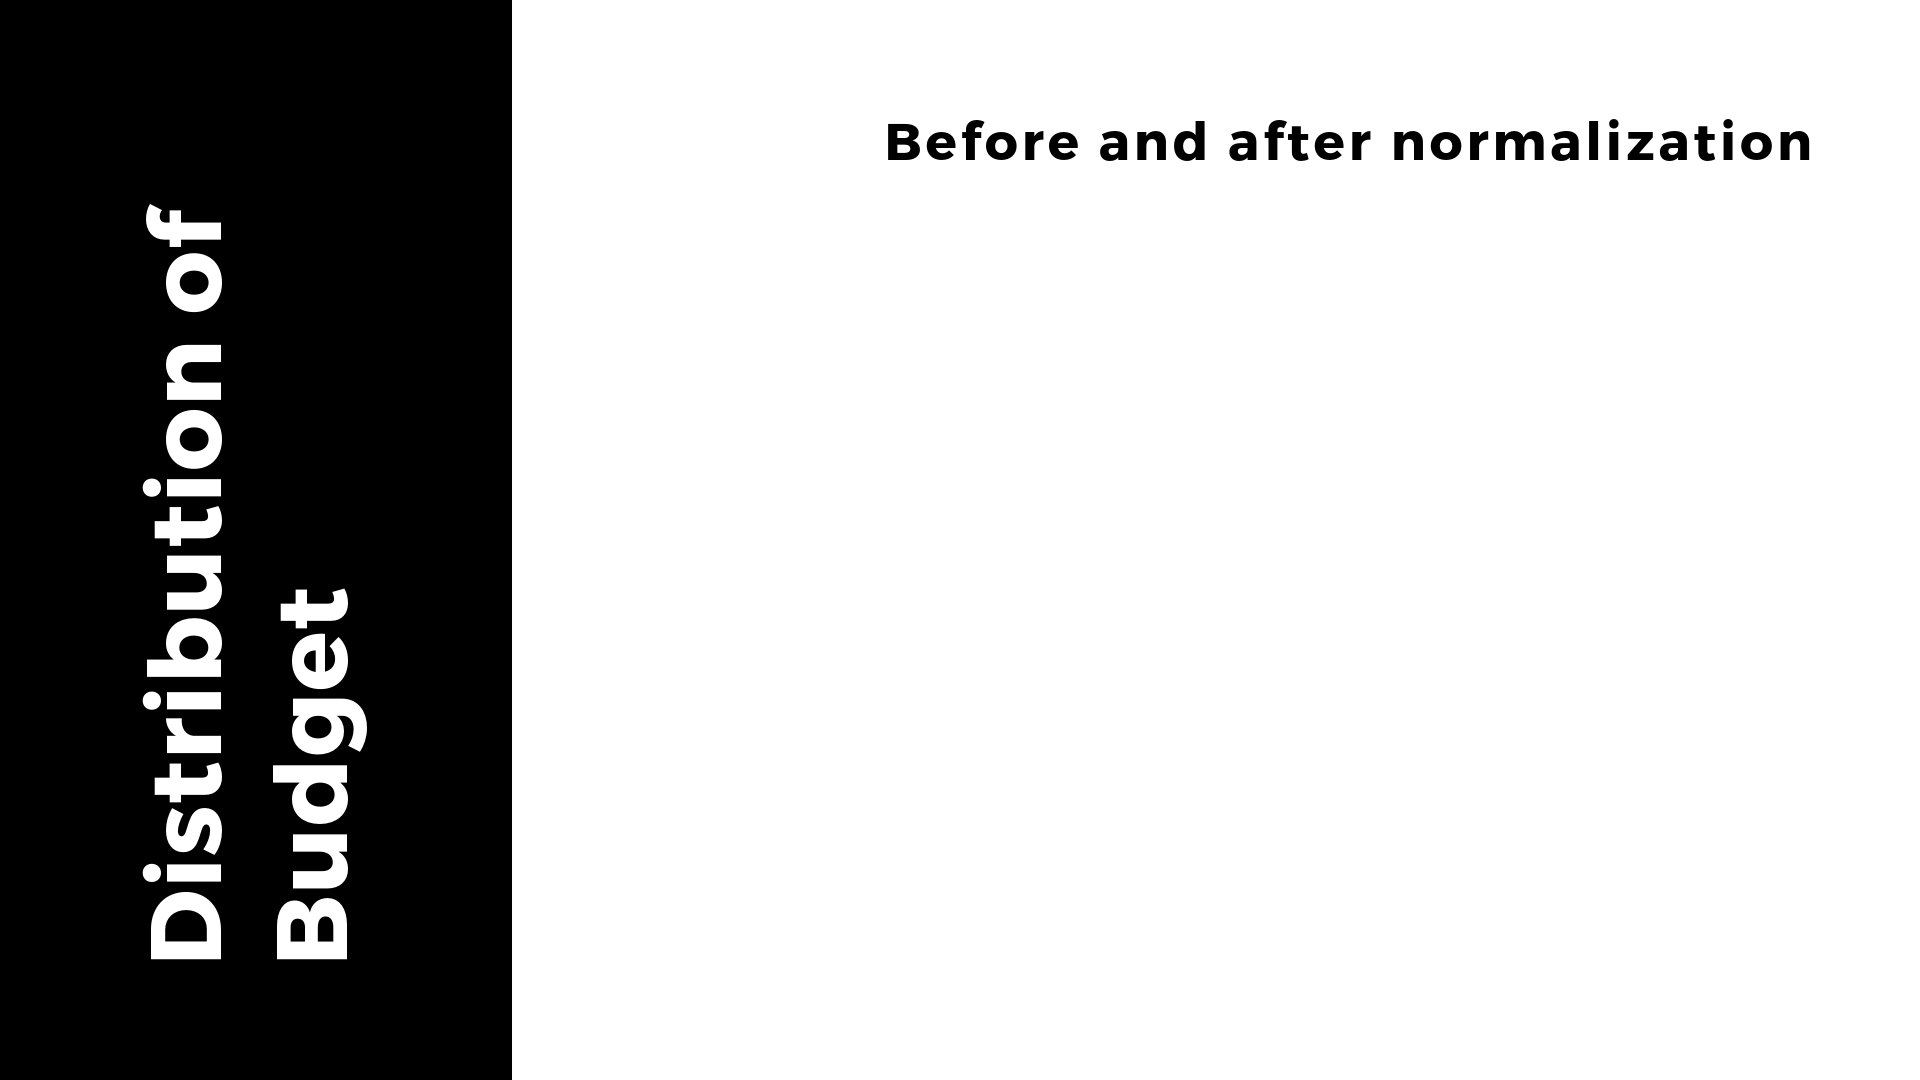 Distribution of
Budget
Before and after normalization